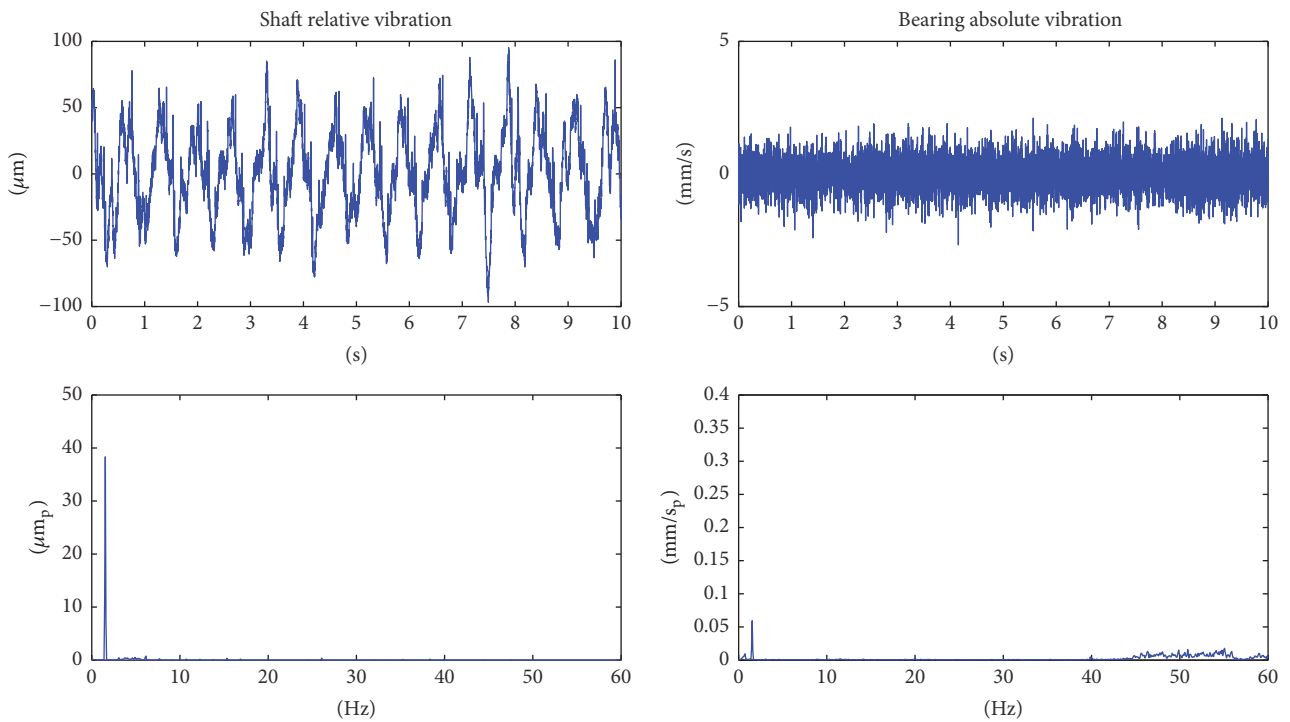 Shaft relative vibration
100
50
0
−50
−100
(μm)
0 1 2 3 4 5 6 7 8 9 10
(s)
Bearing absolute vibration
5
0
−5
(mm/s)
0 1 2 3 4 5 6 7 8 9 10
(s)
50
40
30
20
10
0
(μmp)
0 10 20 30 40 50 60
(Hz)
0.4
0.35
0.3
0.25
0.2
0.15
0.1
0.05
0
(mm/sp)
0 10 20 30 40 50 60
(Hz)